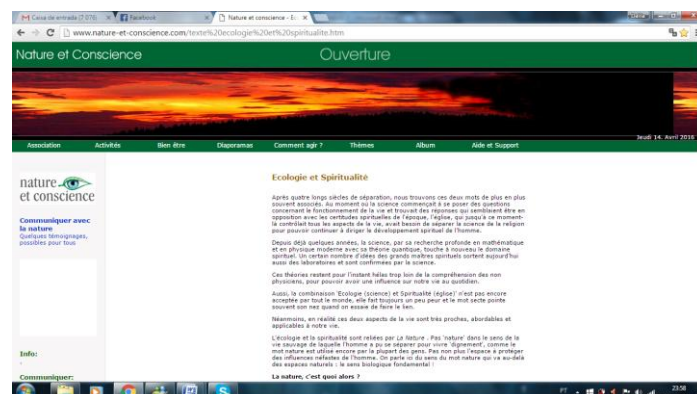 Caixa de entrada (7 076)
Facebook
Nature et conscience - Ec
www.nature-et-conscience.com/texte%20ecologie%20et%20spiritualite.htm
Nature et Conscience
Ouverture
Jeudi 14. Avril 2016
Association Activités Bien être Diaporamas Comment agir ? Thèmes Album Aide et Support
nature
et conscience
Communiquer avec
la nature
Quelques témoignages,
possibles pour tous
Info:
Communiquer:
Ecologie et Spiritualité
Après quatre longs siècles de séparation, nous trouvons ces deux mots de plus en plus
souvent associés. Au moment où la science commençait à se poser des questions
concernant le fonctionnement de la vie et trouvait des réponses qui semblaient être en
opposition avec les certitudes spirituelles de l'époque, l'église, qui jusqu'à ce moment-
là contrôlait tous les aspects de la vie, avait besoin de séparer la science de la religion
pour pouvoir continuer à diriger le développement spirituel de l'homme.
Depuis déjà quelques années, la science, par sa recherche profonde en mathématique
et en physique moderne avec sa théorie quantique, touche à nouveau le domaine
spirituel. Un certain nombre d'idées des grands maîtres spirituels sortent aujourd'hui
aussi des laboratoires et sont confirmées par la science.
Ces théories restent pour l'instant hélas trop loin de la compréhension des non
physiciens, pour pouvoir avoir une influence sur notre vie au quotidien.
Aussi, la combinaison 'Ecologie (science) et Spiritualité (église)' n'est pas encore
acceptée par tout le monde, elle fait toujours un peu peur et le mot secte pointe
souvent son nez quand on essaie de faire le lien.
Néanmoins, en réalité ces deux aspects de la vie sont très proches, abordables et
applicables à notre vie.
L'écologie et la spiritualité sont reliées par La Nature . Pas 'nature' dans le sens de la
vie sauvage de laquelle l'homme a pu se séparer pour vivre 'dignement', comme le
mot nature est utilisé encore par la plupart des gens. Pas non plus l'espace à protéger
des influences néfastes de l'homme. On parle ici du sens du mot nature qui va au-delà
des espaces naturels : le sens biologique fondamental !
La nature, c'est quoi alors ?
PT
23:58